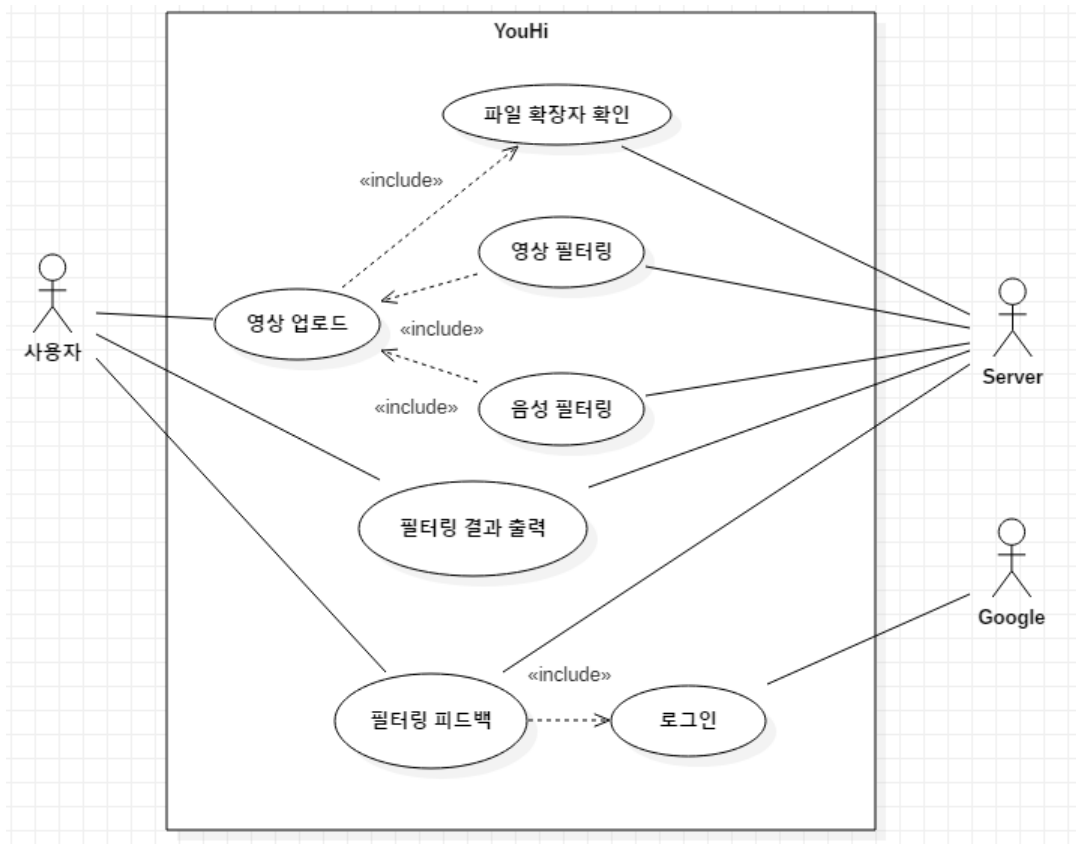 YouHi
파일 확장자 확인
«include»
영상 필터링
영상 업로드
«include»
사용자
Server
음성 필터링
«include»
필터링 결과 출력
Google
«include»
필터링 피드백
로그인